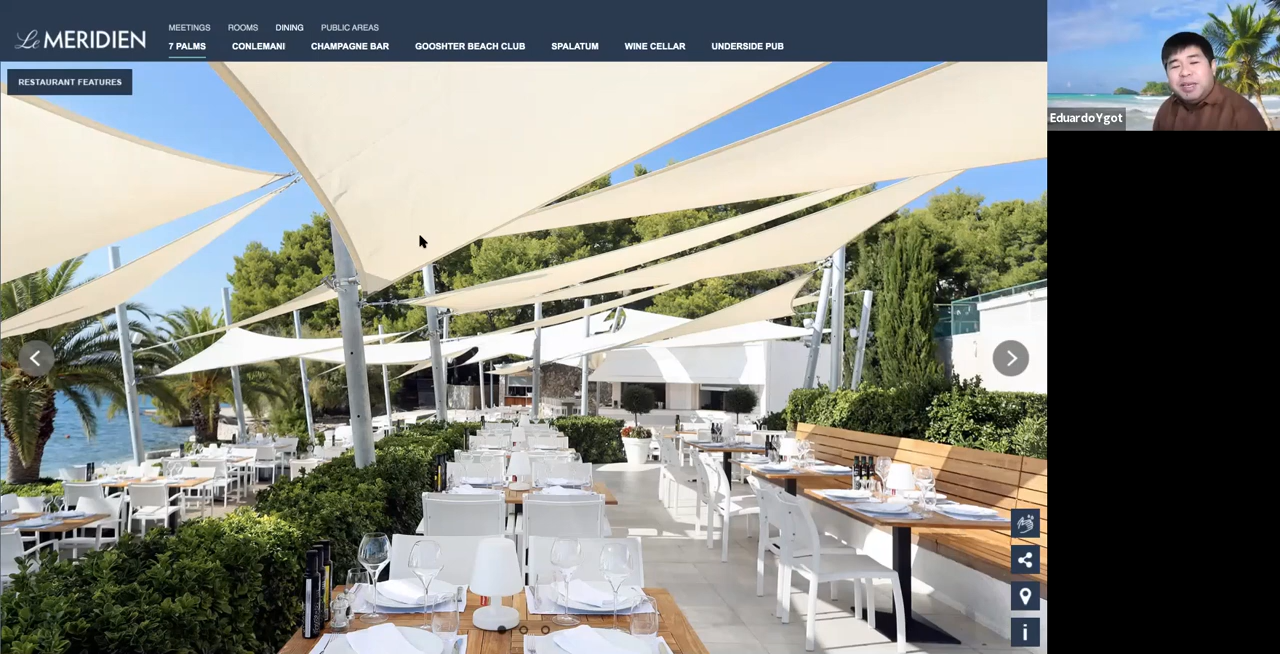 Le MERIDIEN
MEETINGS ROOMS DINING PUBLIC AREAS
7 PALMS CONLEMANI CHAMPAGNE BAR GOOSHTER BEACH CLUB SPALATUM WINE CELLAR UNDERSIDE PUB
RESTAURANT FEATURES
EduardoYgot
i